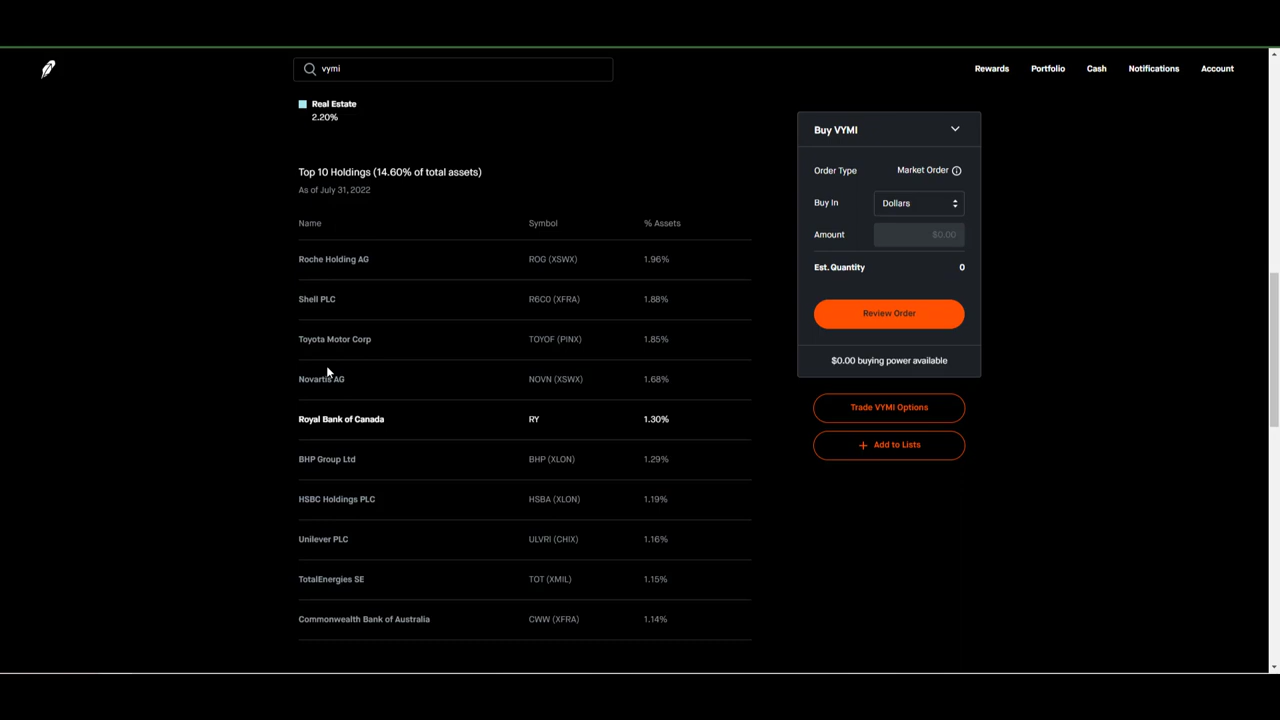 vymi
Rewards Portfolio Cash Notifications Account
Real Estate
2.20%
Top 10 Holdings (14.60% of total assets)
As of July 31, 2022
Name Symbol % Assets
Roche Holding AG ROG (XSWX) 1.96%
Shell PLC R6C0 (XFRA) 1.88%
Toyota Motor Corp TOYOF (PINX) 1.85%
Novartis AG NOVN (XSWX) 1.68%
Royal Bank of Canada RY 1.30%
BHP Group Ltd BHP (XLON) 1.29%
HSBC Holdings PLC HSBA (XLON) 1.19%
Unilever PLC ULVRl (CHIX) 1.16%
TotalEnergies SE TOT (XMIL) 1.15%
Commonwealth Bank of Australia CWW (XFRA) 1.14%
Buy VYMI
Order Type Market Order
Buy In Dollars
Amount $0.00
Est. Quantity 0
Review Order
$0.00 buying power available
Trade VYMI Options
+ Add to Lists